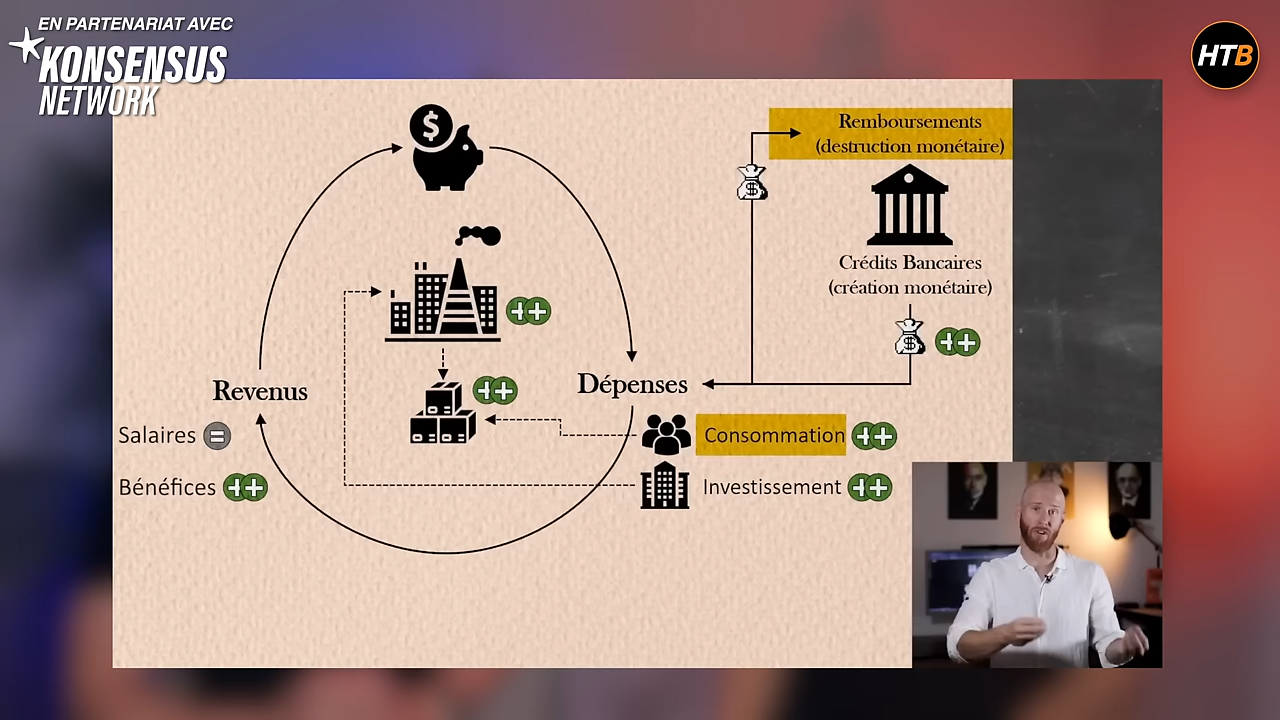 EN PARTENARIAT AVEC
KONSENSUS
NETWORK
HTB
$
Remboursements
(destruction monétaire)
$
Crédits Bancaires
(création monétaire)
++
$
++
++
Revenus
Dépenses
Salaires =
Consommation ++
Bénéfices ++
Investissement ++